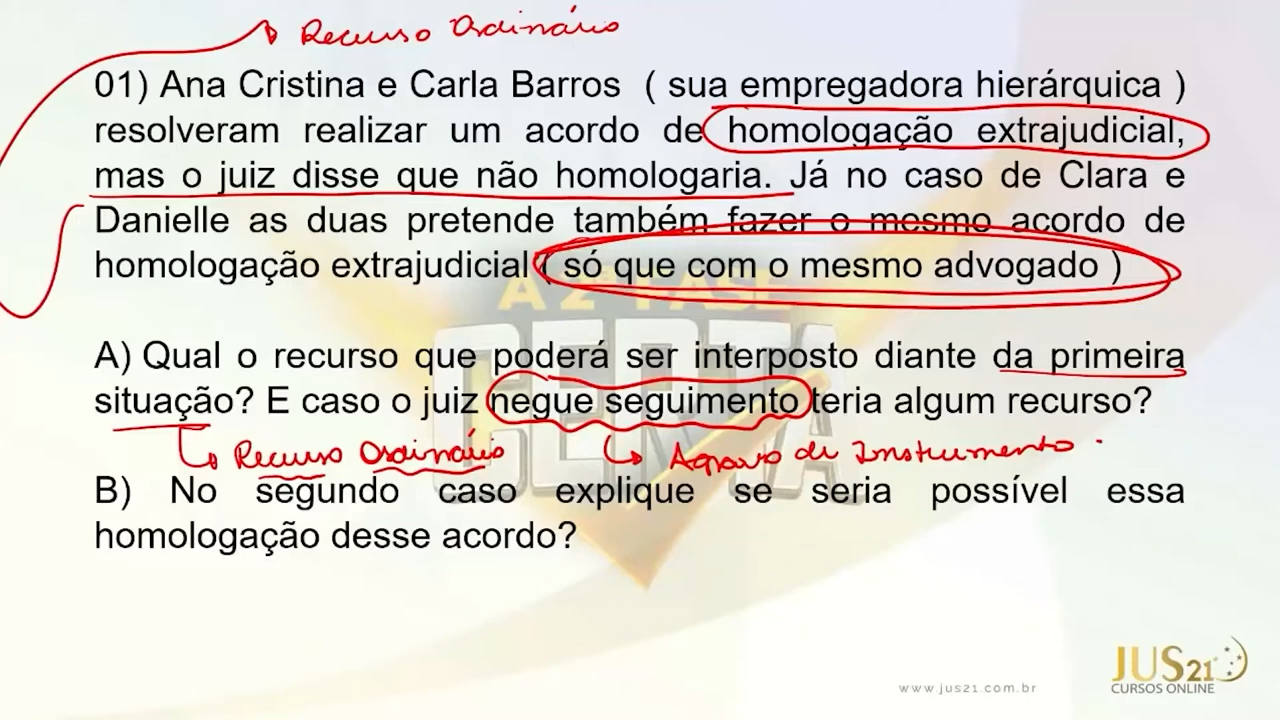 Recurso Ordinário
01) Ana Cristina e Carla Barros ( sua empregadora hierárquica )
resolveram realizar um acordo de homologação extrajudicial,
mas o juiz disse que não homologaria. Já no caso de Clara e
Danielle as duas pretende também fazer o mesmo acordo de
homologação extrajudicial ( só que com o mesmo advogado )
A 2ª FASE
CERTA
A) Qual o recurso que poderá ser interposto diante da primeira
situação? E caso o juiz negue seguimento teria algum recurso?
Recurso Ordinário Agravo de Instrumento
B) No segundo caso explique se seria possível essa
homologação desse acordo?
JUS21
CURSOS ONLINE
www.jus21.com.br